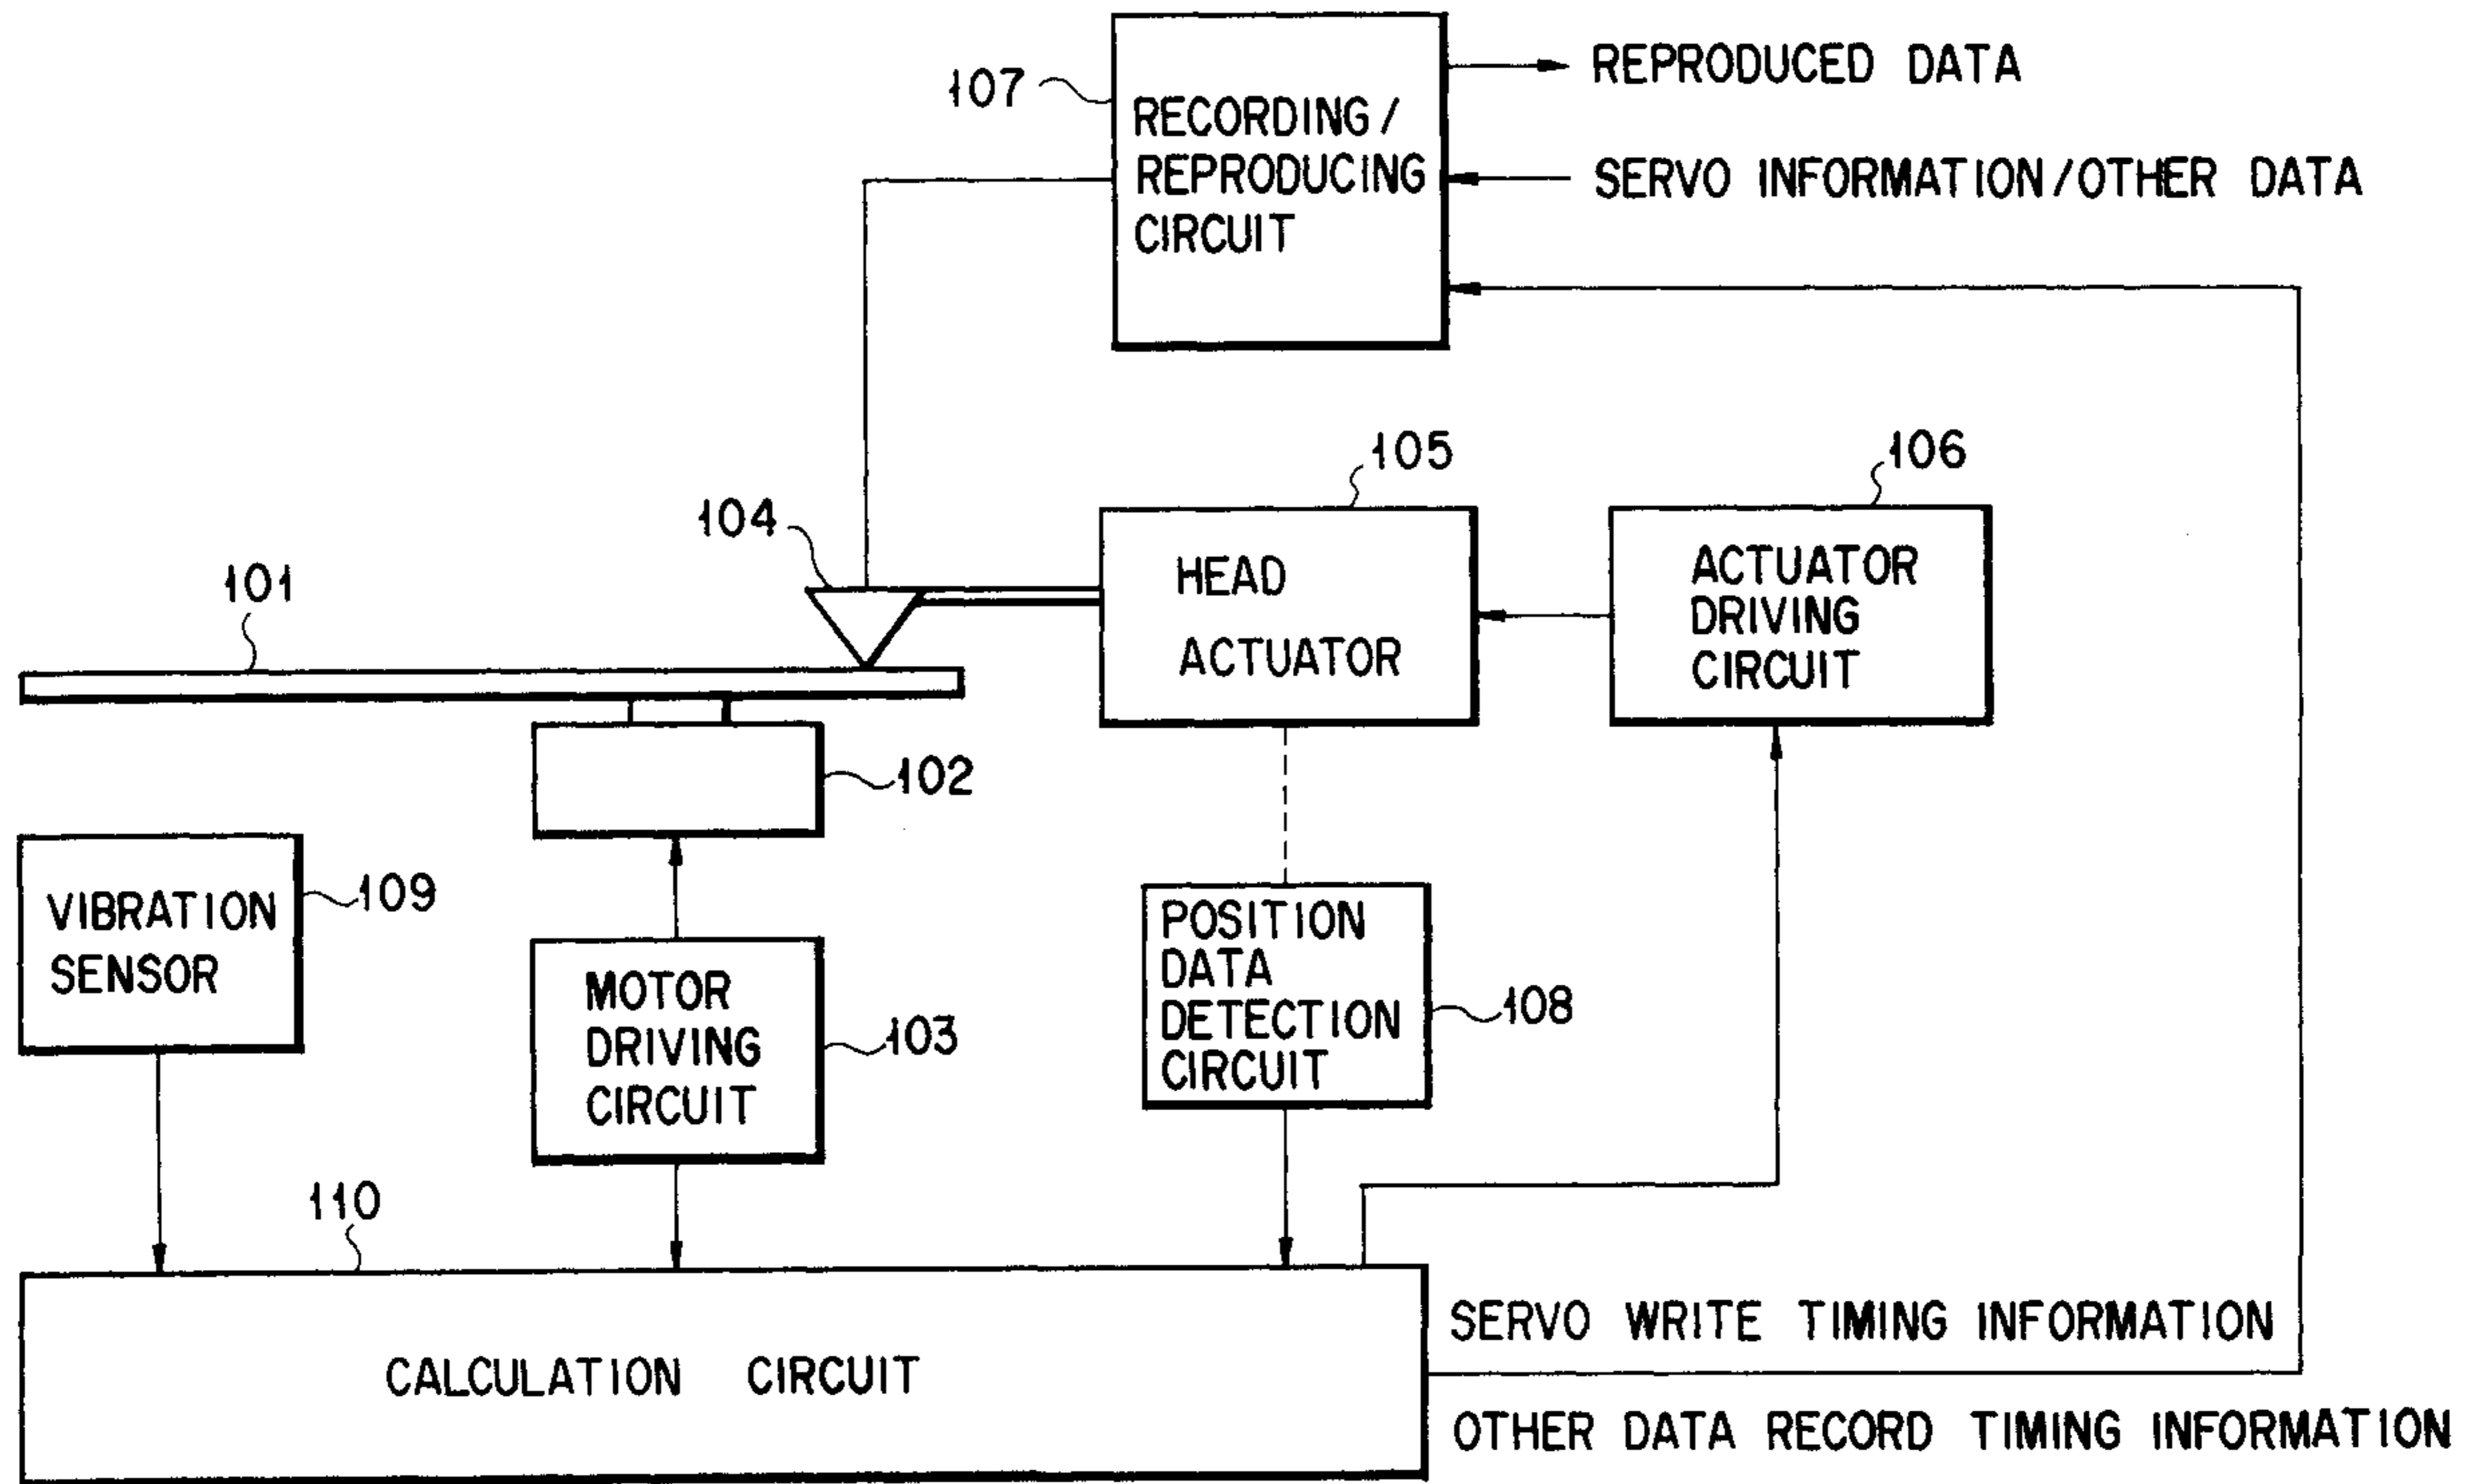 107
RECORDING/
REPRODUCING
CIRCUIT
REPRODUCED DATA
SERVO INFORMATION/OTHER DATA
104
105
106
101
HEAD
ACTUATOR
ACTUATOR
DRIVING
CIRCUIT
102
VIBRATION
SENSOR
109
MOTOR
DRIVING
CIRCUIT
103
POSITION
DATA
DETECTION
CIRCUIT
108
110
CALCULATION CIRCUIT
SERVO WRITE TIMING INFORMATION
OTHER DATA RECORD TIMING INFORMATION